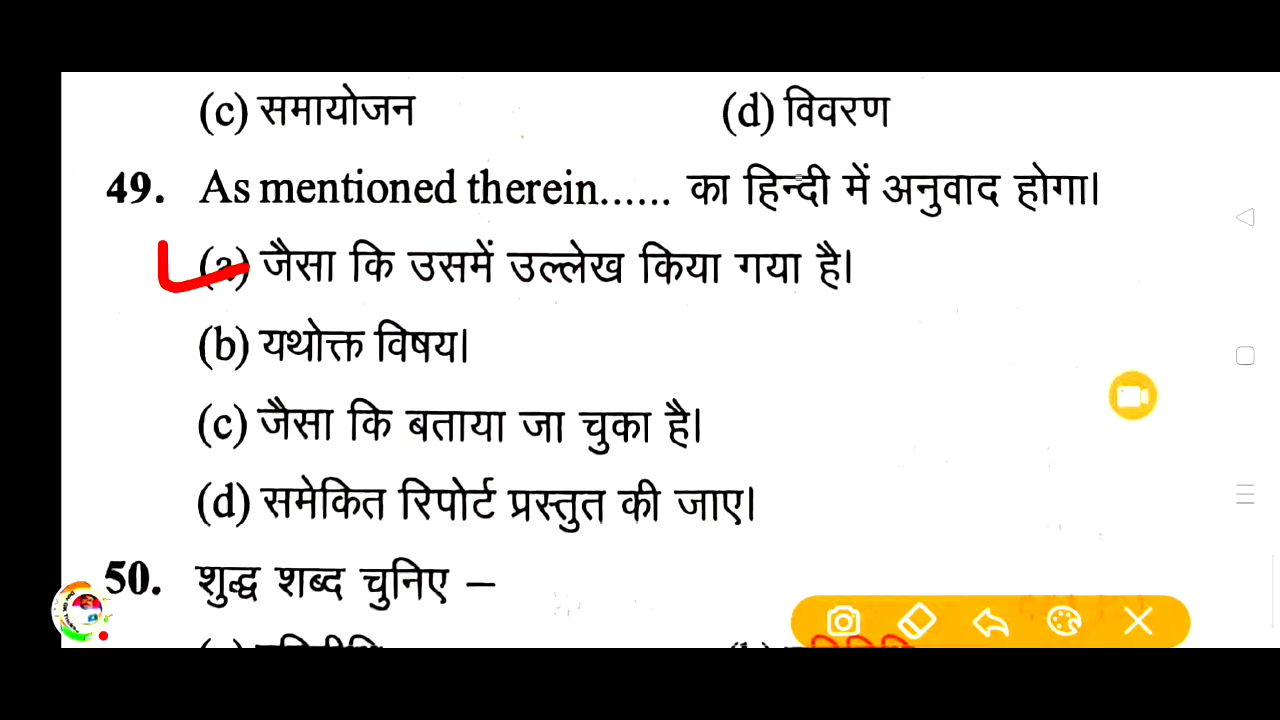 (c) समायोजन (d) विवरण
49. As mentioned therein...... का हिन्दी में अनुवाद होगा।
(a) जैसा कि उसमें उल्लेख किया गया है।
(b) यथोक्त विषय।
(c) जैसा कि बताया जा चुका है।
(d) समेकित रिपोर्ट प्रस्तुत की जाए।
50. शुद्ध शब्द चुनिए –